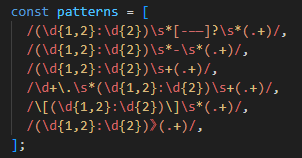 const patterns = [
/(\d{1,2}:\d{2})\s*[-–—]?\s*(.+)/,
/(\d{1,2}:\d{2})\s*-\s*(.+)/,
/(\d{1,2}:\d{2})\s+(.+)/,
/\d+\.\s*(\d{1,2}:\d{2})\s+(.+)/,
/\[(\d{1,2}:\d{2})\]\s*(.+)/,
/(\d{1,2}:\d{2})》(.+)/,
];